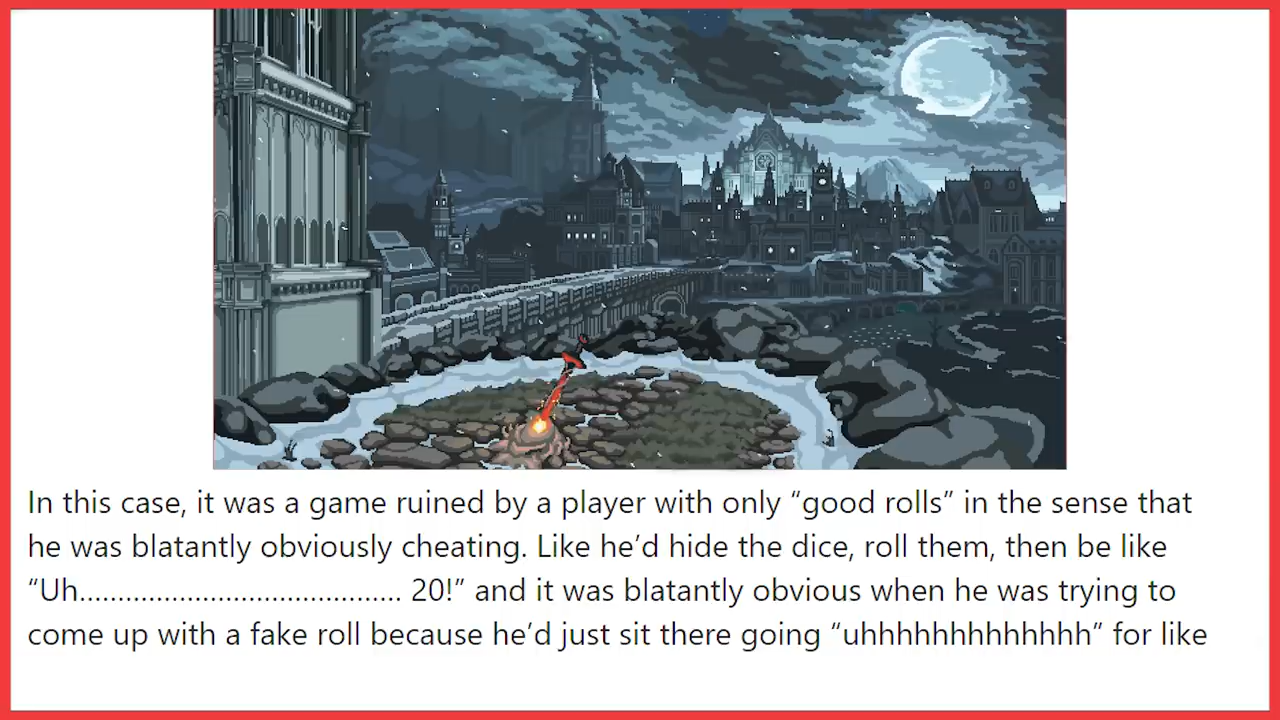 In this case, it was a game ruined by a player with only “good rolls” in the sense that
he was blatantly obviously cheating. Like he’d hide the dice, roll them, then be like
“Uh......................................... 20!” and it was blatantly obvious when he was trying to
come up with a fake roll because he’d just sit there going “uhhhhhhhhhhhhhh” for like